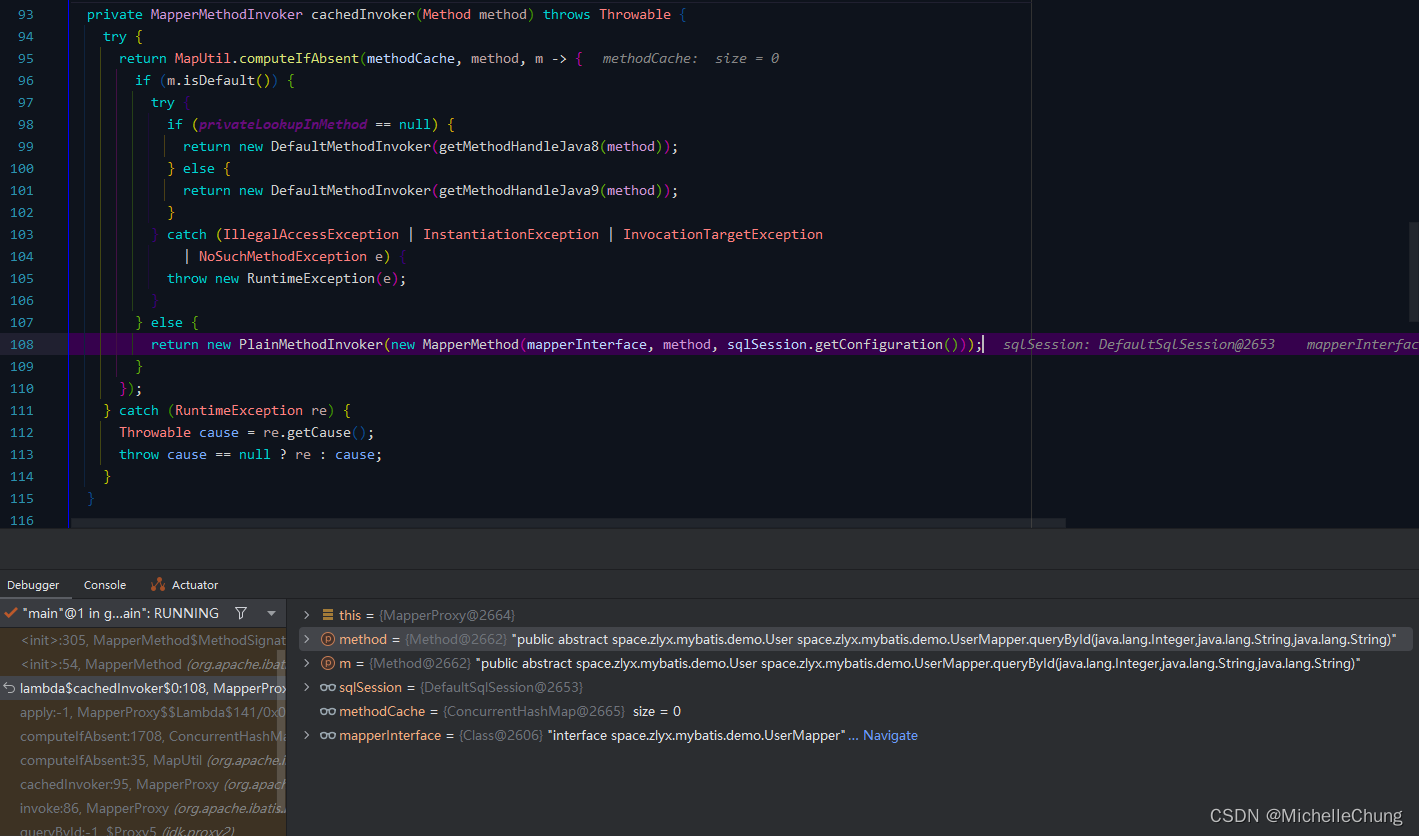 93 private MapperMethodInvoker cachedInvoker(Method method) throws Throwable {
94 try {
95 return MapUtil.computeIfAbsent(methodCache, method, m -> { methodCache: size = 0
96 if (m.isDefault()) {
97 try {
98 if (privateLookupInMethod == null) {
99 return new DefaultMethodInvoker(getMethodHandleJava8(method));
100 } else {
101 return new DefaultMethodInvoker(getMethodHandleJava9(method));
102 }
103 } catch (IllegalAccessException | InstantiationException | InvocationTargetException
104 | NoSuchMethodException e) {
105 throw new RuntimeException(e);
106 }
107 } else {
108 return new PlainMethodInvoker(new MapperMethod(mapperInterface, method, sqlSession.getConfiguration())); sqlSession: DefaultSqlSession@2653 mapperInterfac
109 }
110 });
111 } catch (RuntimeException re) {
112 Throwable cause = re.getCause();
113 throw cause == null ? re : cause;
114 }
115 }
116
Debugger Console Actuator
"main"@1 in g...ain": RUNNING
<init>:305, MapperMethod$MethodSignat
<init>:54, MapperMethod (org.apache.ibati
lambda$cachedInvoker$0:108, MapperProx
apply:-1, MapperProxy$$Lambda$141/0x0
computeIfAbsent:1708, ConcurrentHashMa
computeIfAbsent:35, MapUtil (org.apache.i
cachedInvoker:95, MapperProxy (org.apach
invoke:86, MapperProxy (org.apache.ibatis.
queryById:-1, $Proxy5 (jdk.proxy2)
this = {MapperProxy@2664}
method = {Method@2662} "public abstract space.zlyx.mybatis.demo.User space.zlyx.mybatis.demo.UserMapper.queryById(java.lang.Integer,java.lang.String,java.lang.String)"
m = {Method@2662} "public abstract space.zlyx.mybatis.demo.User space.zlyx.mybatis.demo.UserMapper.queryById(java.lang.Integer,java.lang.String,java.lang.String)"
sqlSession = {DefaultSqlSession@2653}
methodCache = {ConcurrentHashMap@2665} size = 0
mapperInterface = {Class@2606} "interface space.zlyx.mybatis.demo.UserMapper" ... Navigate
CSDN @MichelleChung